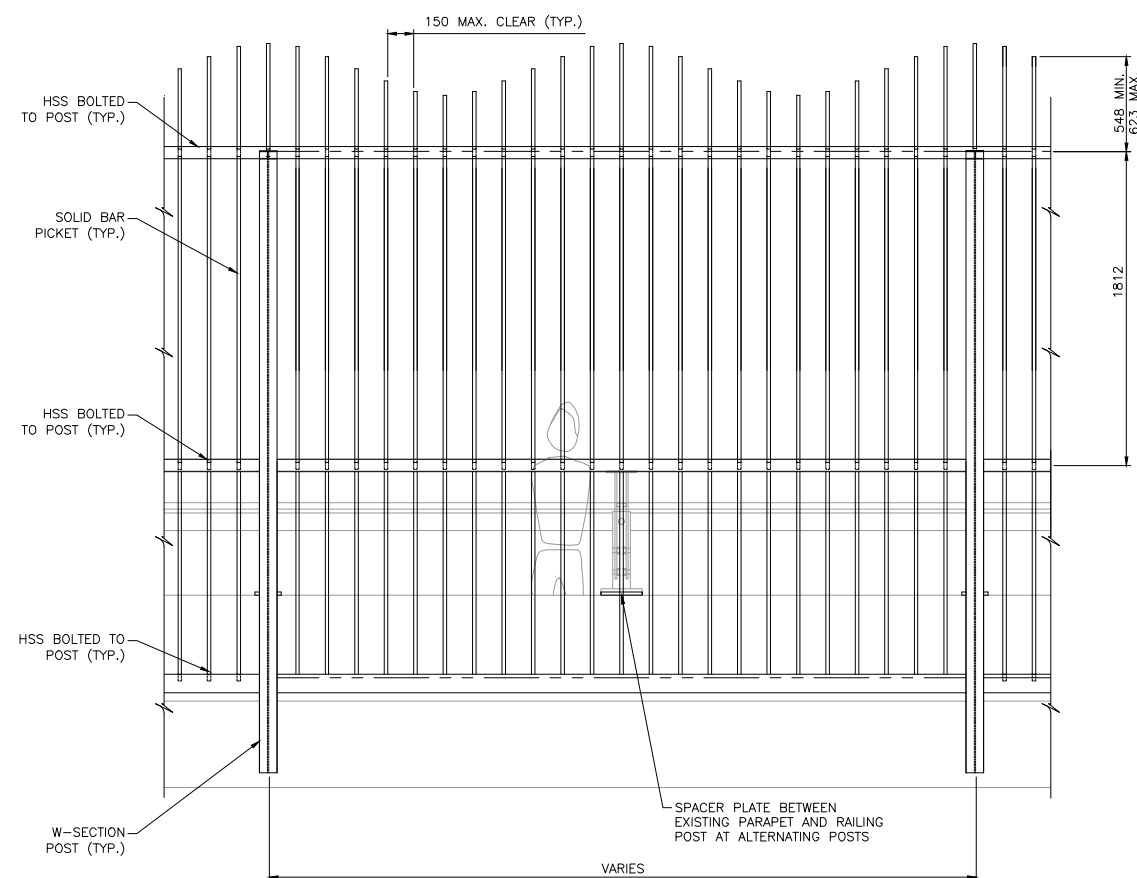 150 MAX. CLEAR (TYP.)
HSS BOLTED
TO POST (TYP.)
548 MIN.
623 MAX.
SOLID BAR
PICKET (TYP.)
1812
HSS BOLTED
TO POST (TYP.)
HSS BOLTED TO
POST (TYP.)
W-SECTION
POST (TYP.)
SPACER PLATE BETWEEN
EXISTING PARAPET AND RAILING
POST AT ALTERNATING POSTS
VARIES